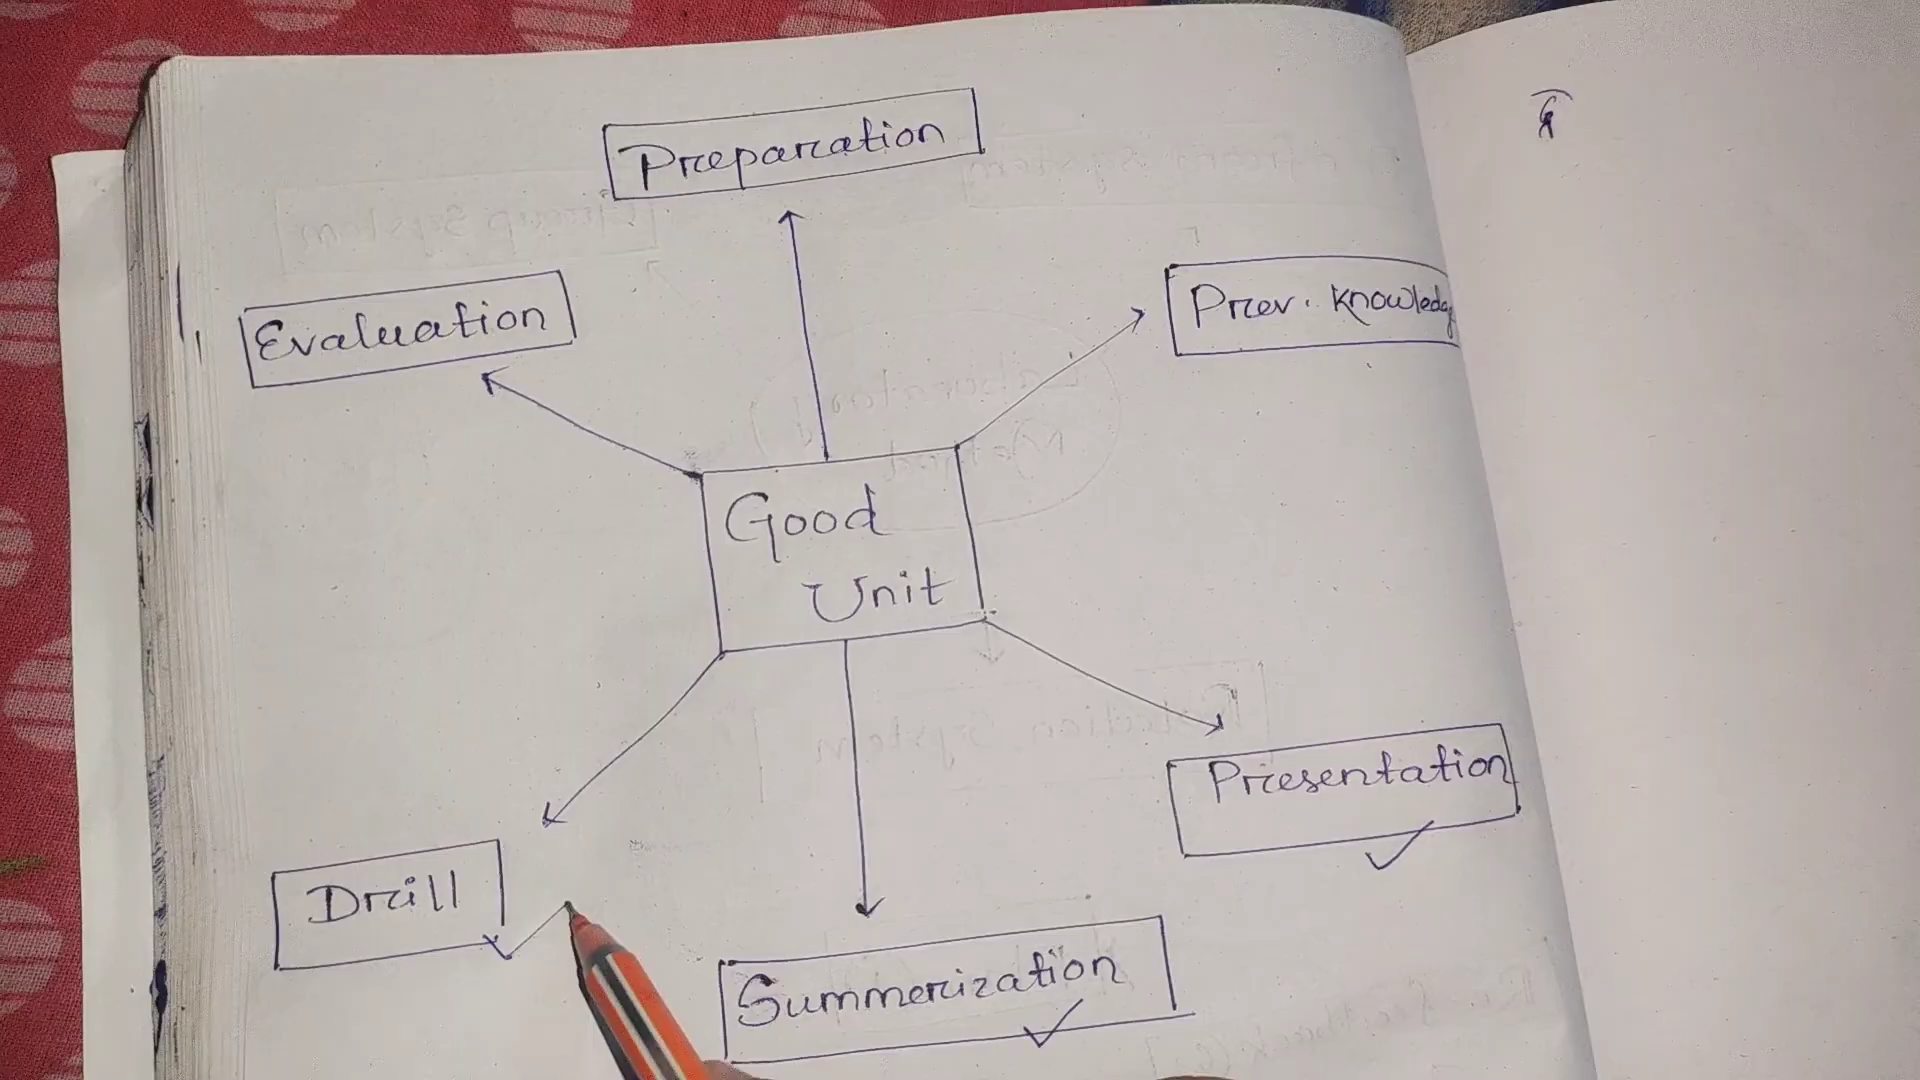 Preparation
Evaluation
Prev. Knowledg
Good
Unit
Presentation
Drill
Summerization